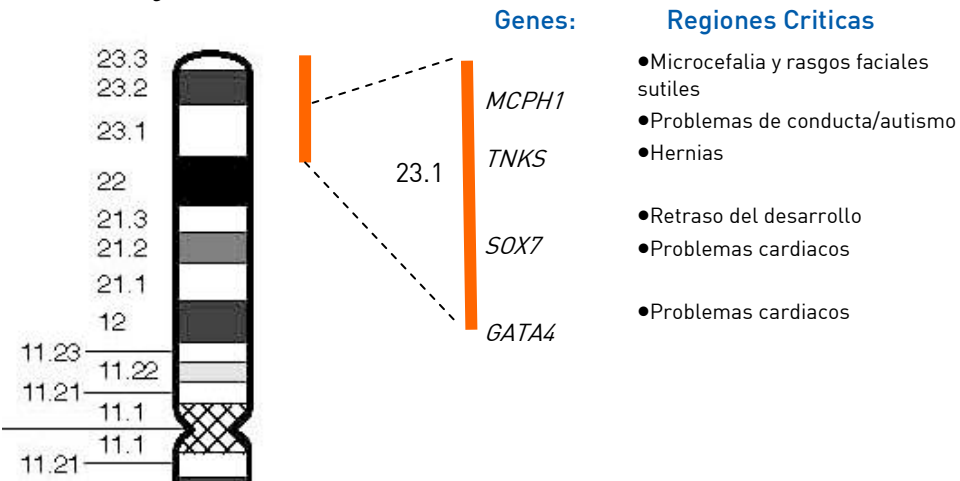 Genes:
Regiones Criticas
23.3
23.2
23.1
22
21.3
21.2
21.1
12
11.23
11.22
11.21
11.1
11.1
11.21
23.1
MCPH1
TNKS
SOX7
GATA4
●Microcefalia y rasgos faciales
sutiles
●Problemas de conducta/autismo
●Hernias
●Retraso del desarrollo
●Problemas cardiacos
●Problemas cardiacos